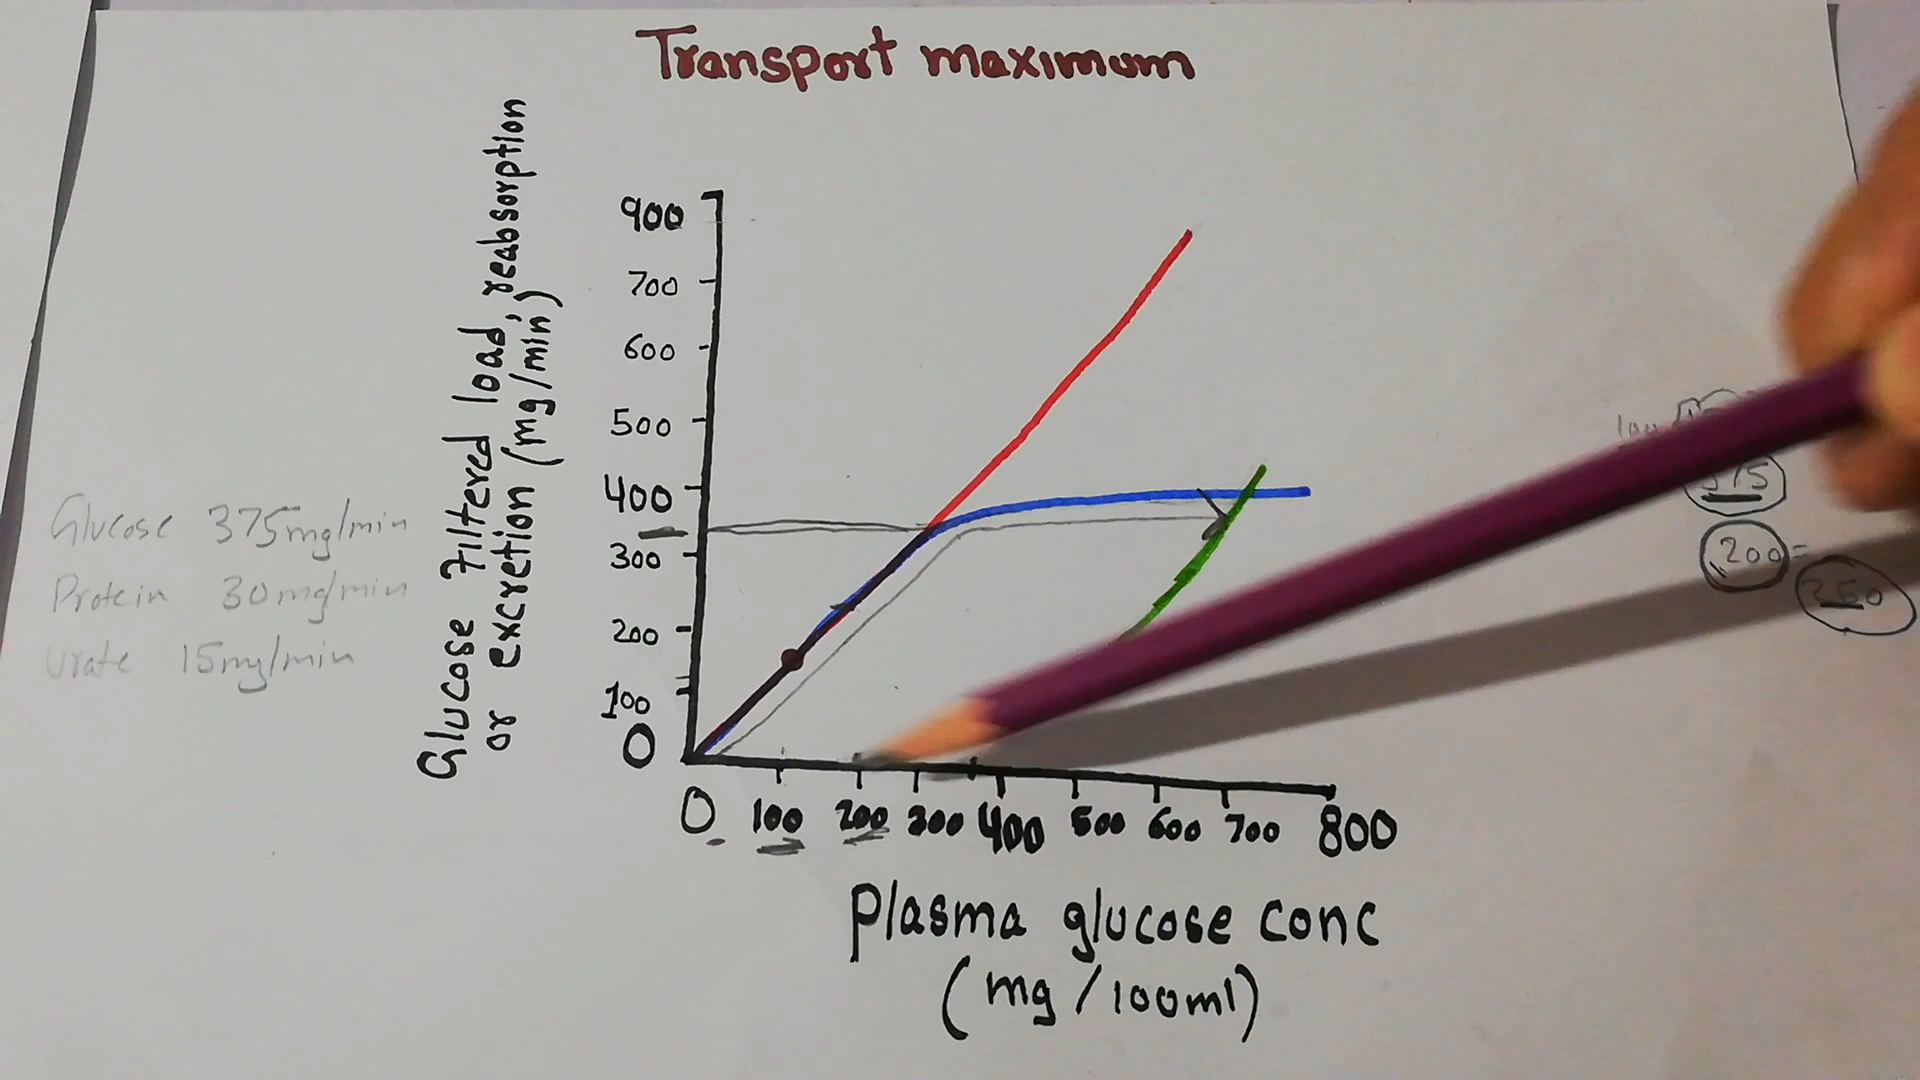 Transport maximum
Glucose Filtered load, reabsorption
or excretion (mg/min)
900
700
600
500
400
300
200
100
0
0 100 200 300 400 500 600 700 800
Plasma glucose conc
(mg/100ml)
Glucose 375mg/min
Protein 30mg/min
Urate 15mg/min
200=